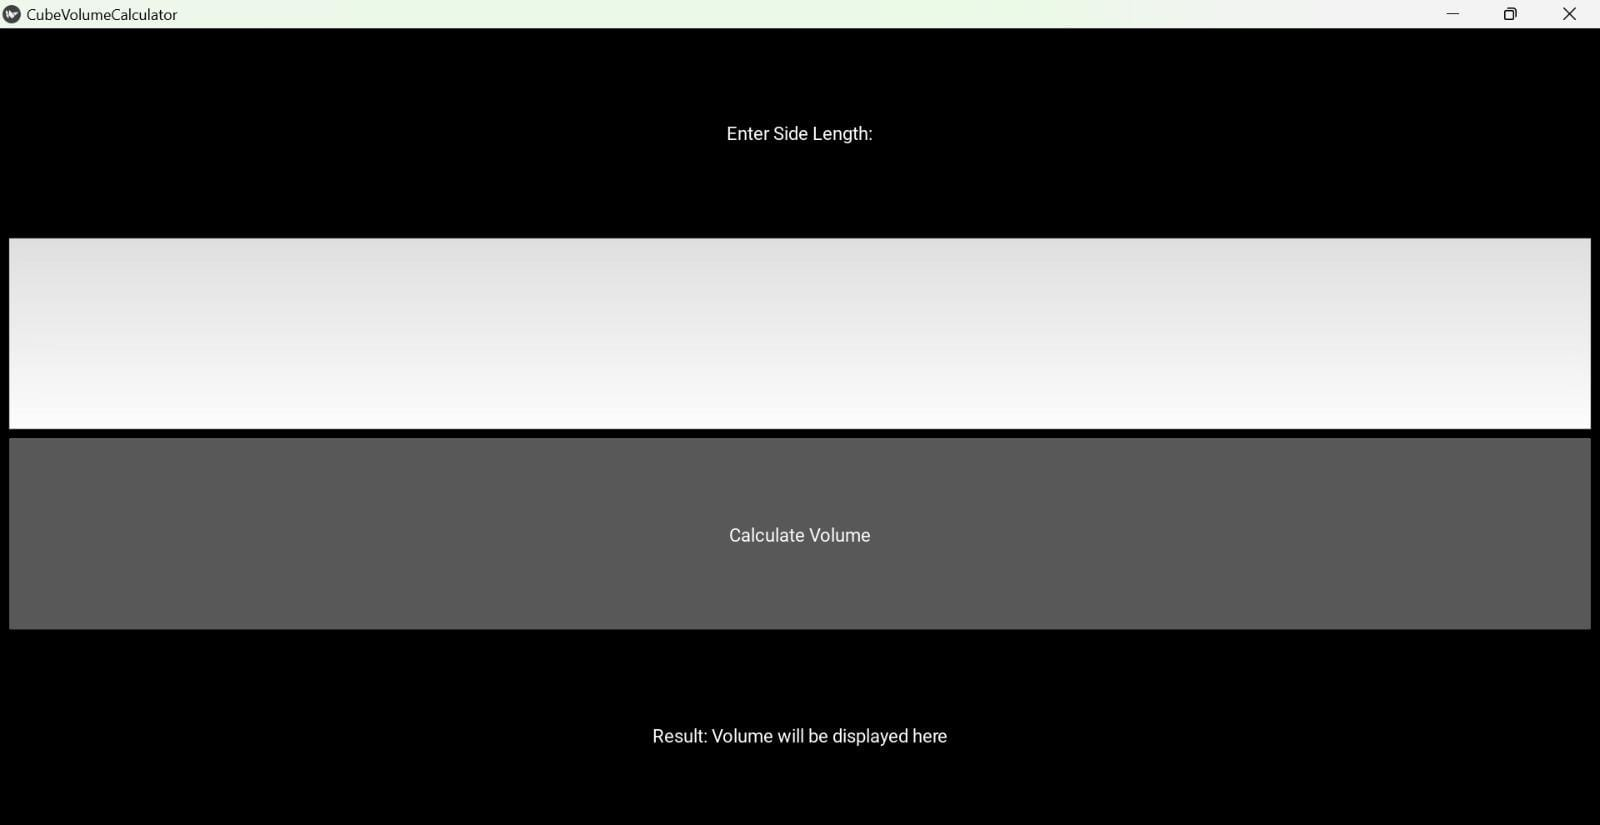 CubeVolumeCalculator
Enter Side Length:
Calculate Volume
Result: Volume will be displayed here